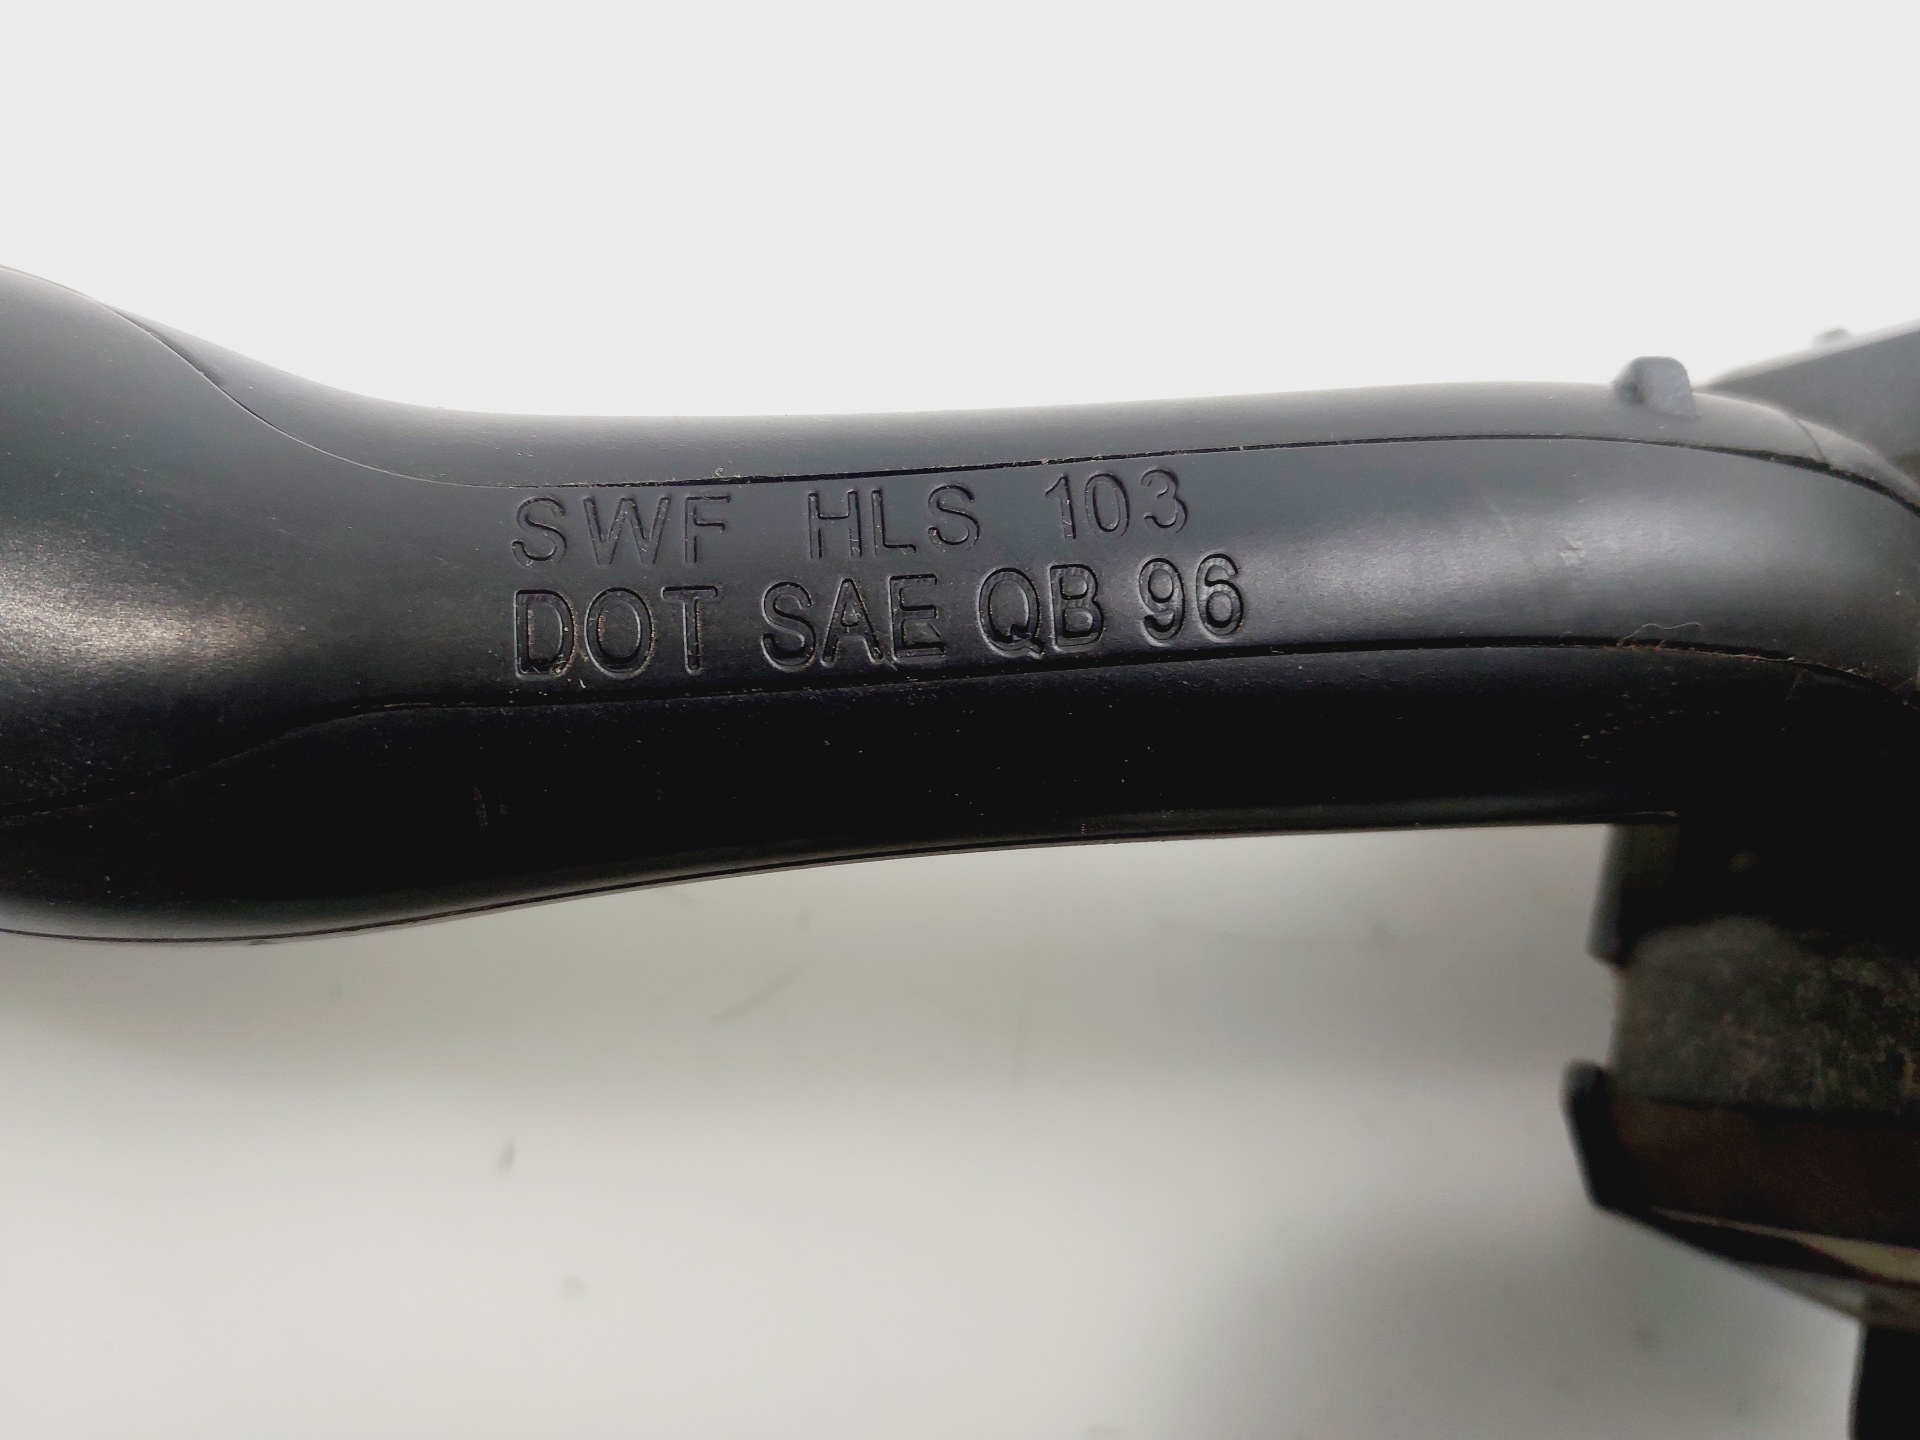 SWF HLS 103
DOT SAE QB 96